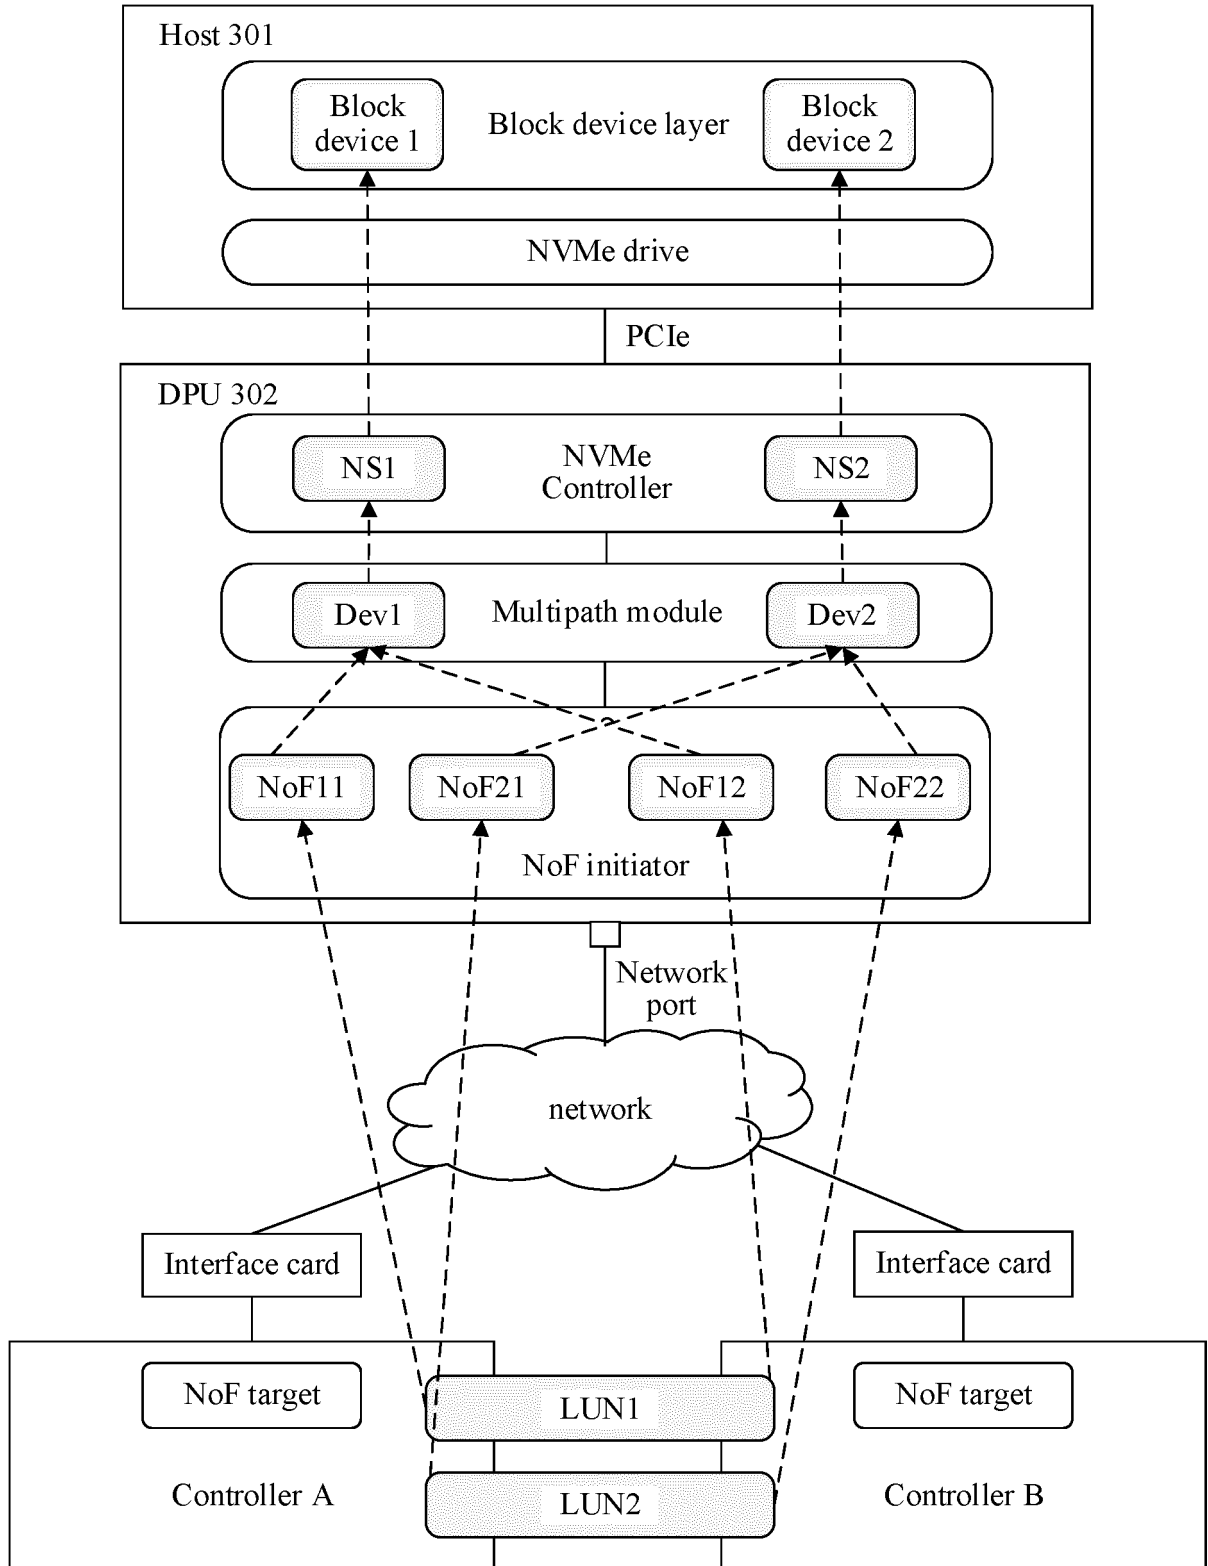 Host 301
Block
device 1
Block device layer
Block
device 2
NVMe drive
PCIe
DPU 302
NS1
NVMe
Controller
NS2
Dev1
Multipath module
Dev2
NoF11
NoF21
NoF12
NoF22
NoF initiator
Network
port
network
Interface card
Interface card
NoF target
LUN1
NoF target
Controller A
LUN2
Controller B